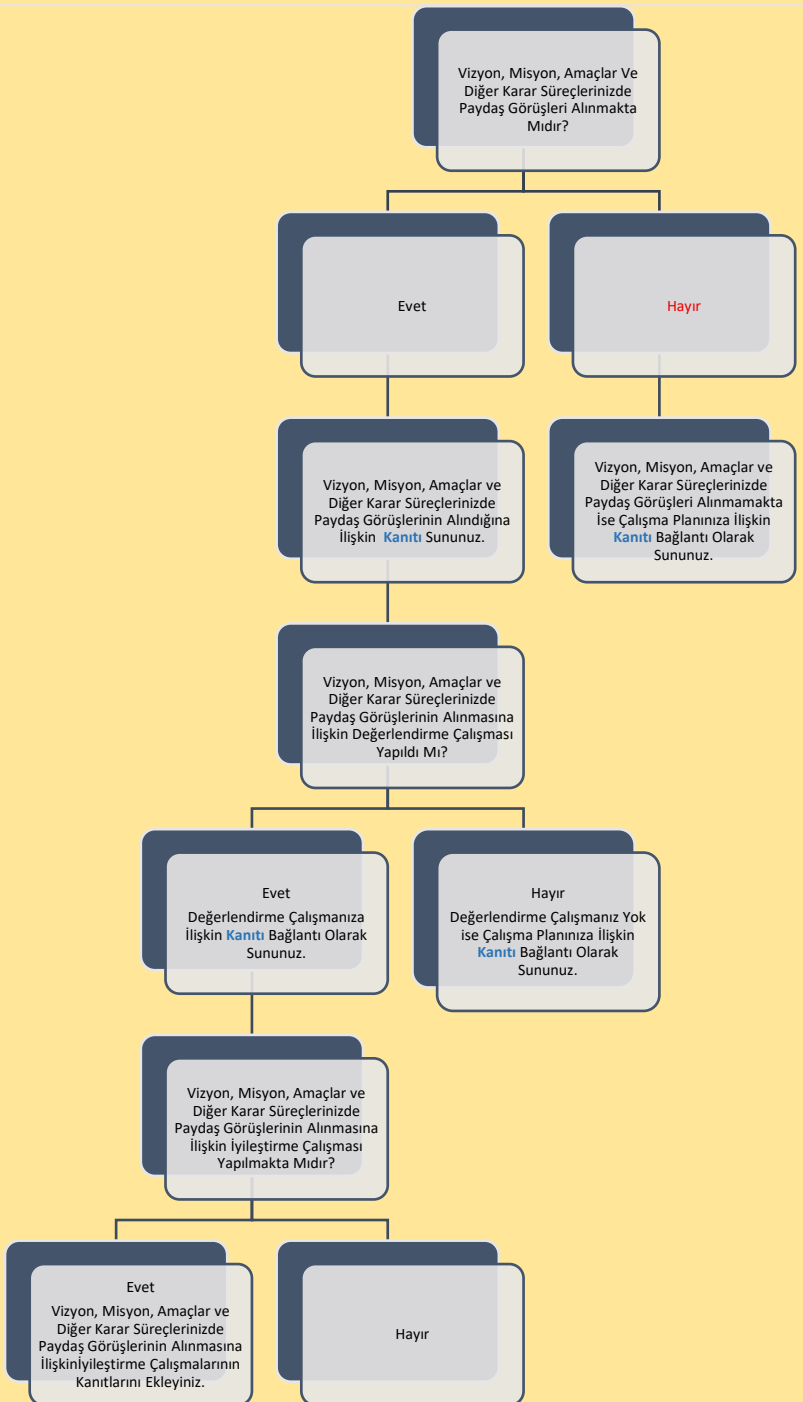 Vizyon, Misyon, Amaçlar Ve
Diğer Karar Süreçlerinizde
Paydaş Görüşleri Alınmakta
Mıdır?
Evet
Hayır
Vizyon, Misyon, Amaçlar ve
Diğer Karar Süreçlerinizde
Paydaş Görüşlerinin Alındığına
İlişkin Kanıtı Sununuz.
Vizyon, Misyon, Amaçlar ve
Diğer Karar Süreçlerinizde
Paydaş Görüşleri Alınmamakta
İse Çalışma Planınıza İlişkin
Kanıtı Bağlantı Olarak
Sununuz.
Vizyon, Misyon, Amaçlar ve
Diğer Karar Süreçlerinizde
Paydaş Görüşlerinin Alınmasına
İlişkin Değerlendirme Çalışması
Yapıldı Mı?
Evet
Değerlendirme Çalışmanıza
İlişkin Kanıtı Bağlantı Olarak
Sununuz.
Hayır
Değerlendirme Çalışmanız Yok
ise Çalışma Planınıza İlişkin
Kanıtı Bağlantı Olarak
Sununuz.
Vizyon, Misyon, Amaçlar ve
Diğer Karar Süreçlerinizde
Paydaş Görüşlerinin Alınmasına
İlişkin İyileştirme Çalışması
Yapılmakta Mıdır?
Evet
Vizyon, Misyon, Amaçlar ve
Diğer Karar Süreçlerinizde
Paydaş Görüşlerinin Alınmasına
İlişkinİyileştirme Çalışmalarının
Kanıtlarını Ekleyiniz.
Hayır